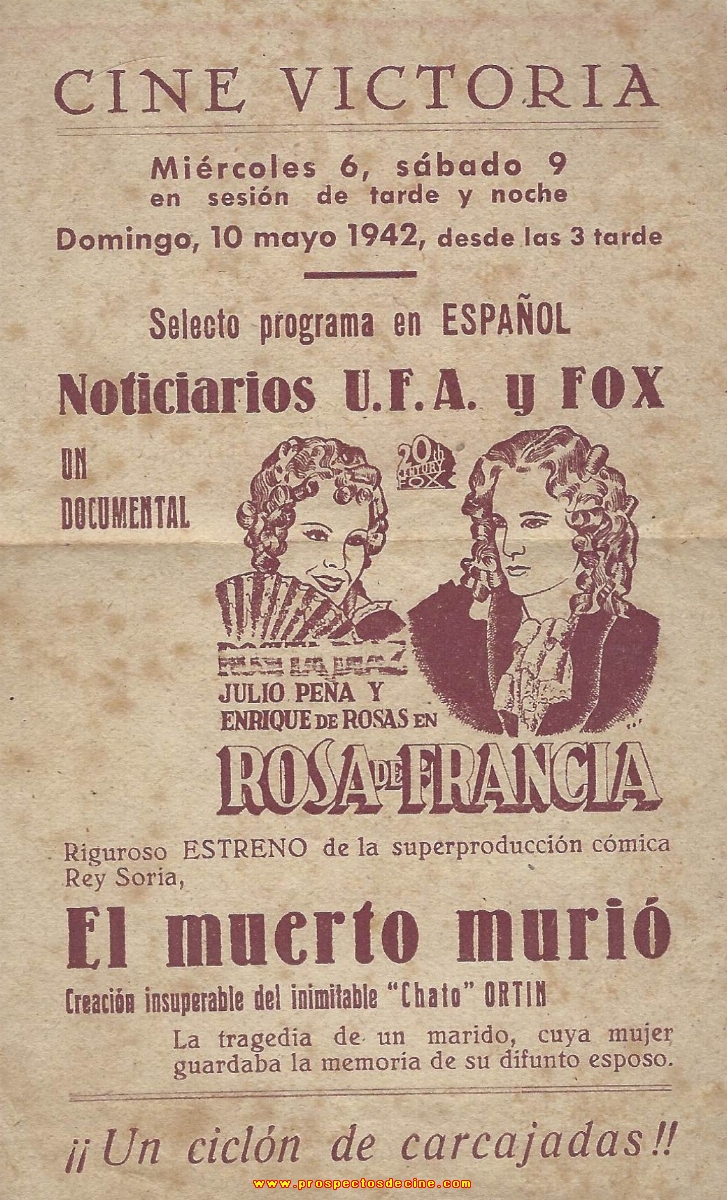 CINE VICTORIA
Miércoles 6, sábado 9
en sesión de tarde y noche
Domingo, 10 mayo 1942, desde las 3 tarde
Selecto programa en ESPAÑOL
Noticiarios U.F.A. y FOX
UN
DOCUMENTAL
20th
CENTURY
FOX
JULIO PEÑA Y
ENRIQUE DE ROSAS EN
ROSA DE FRANCIA
Riguroso ESTRENO de la superproducción cómica
Rey Soria,
El muerto murió
Creación insuperable del inimitable "Chato" ORTIN
La tragedia de un marido, cuya mujer
guardaba la memoria de su difunto esposo.
¡¡Un ciclón de carcajadas!!
www.prospectosdecine.com